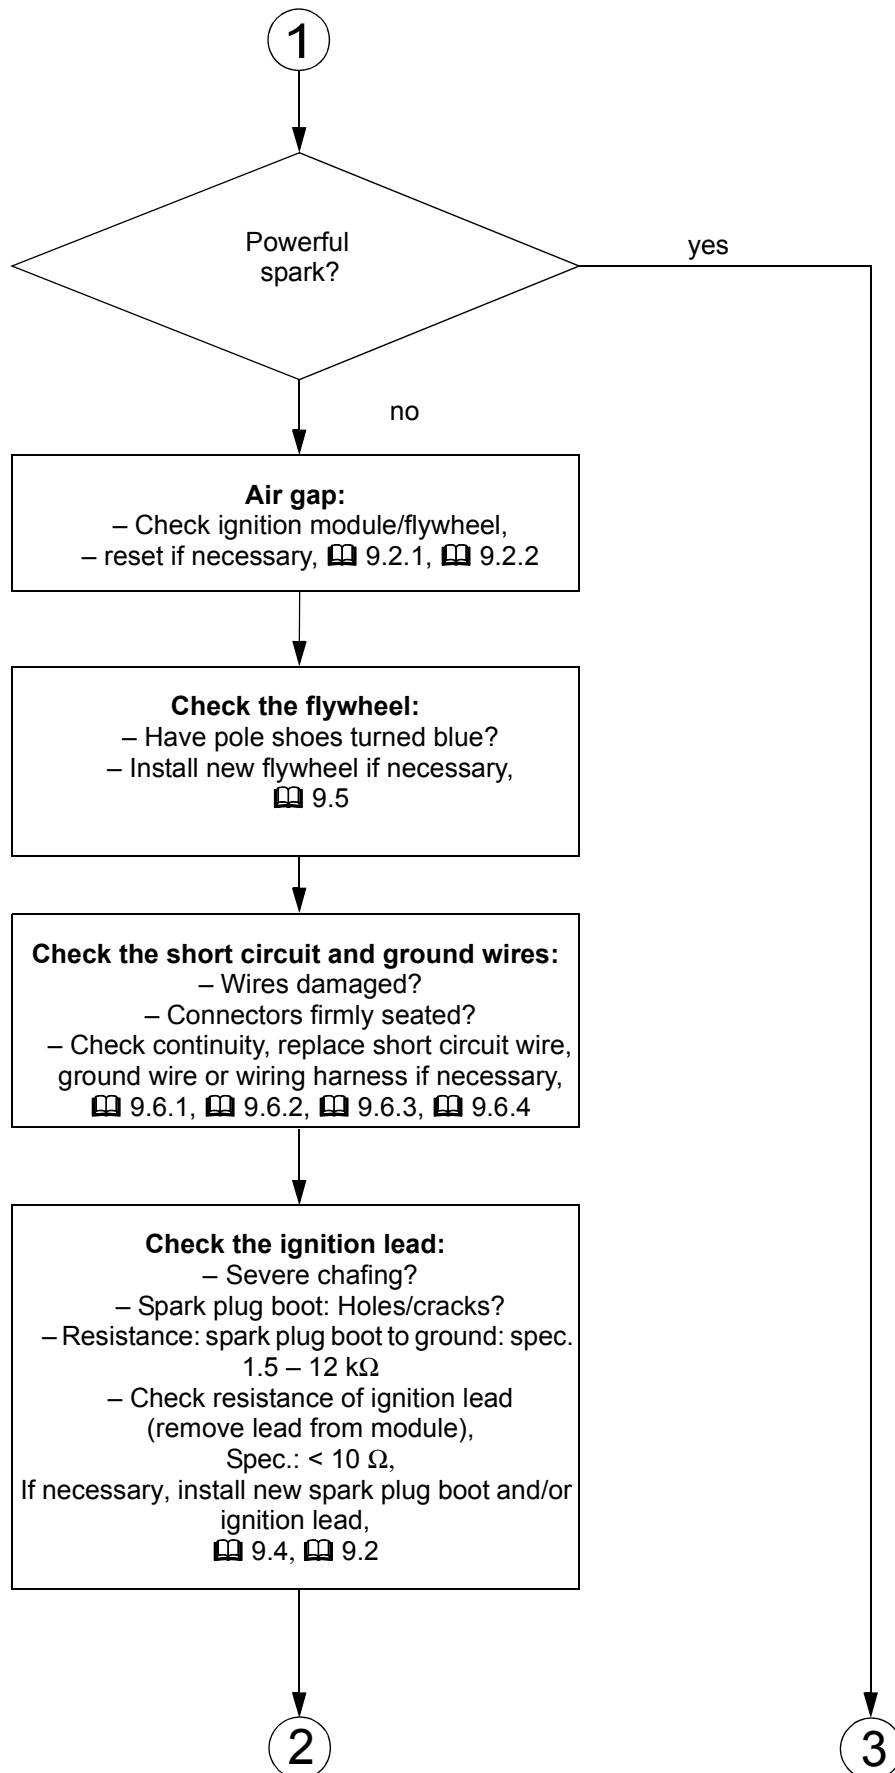 1
Powerful
spark?
yes
no
Air gap:
– Check ignition module/flywheel,
– reset if necessary, 🕮 9.2.1, 🕮 9.2.2
Check the flywheel:
– Have pole shoes turned blue?
– Install new flywheel if necessary,
🕮 9.5
Check the short circuit and ground wires:
– Wires damaged?
– Connectors firmly seated?
– Check continuity, replace short circuit wire,
ground wire or wiring harness if necessary,
🕮 9.6.1, 🕮 9.6.2, 🕮 9.6.3, 🕮 9.6.4
Check the ignition lead:
– Severe chafing?
– Spark plug boot: Holes/cracks?
– Resistance: spark plug boot to ground: spec.
1.5 – 12 kΩ
– Check resistance of ignition lead
(remove lead from module),
Spec.: < 10 Ω,
If necessary, install new spark plug boot and/or
ignition lead,
🕮 9.4, 🕮 9.2
2
3